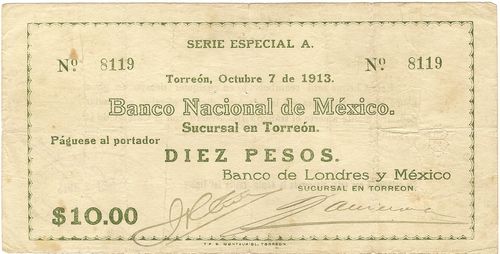 SERIE ESPECIAL A.
Nº 8119 Nº 8119
Torreón, Octubre 7 de 1913.
Banco Nacional de México.
Sucursal en Torreón.
Páguese al portador
DIEZ PESOS.
Banco de Londres y México
SUCURSAL EN TORREON.
$10.00
TORREON